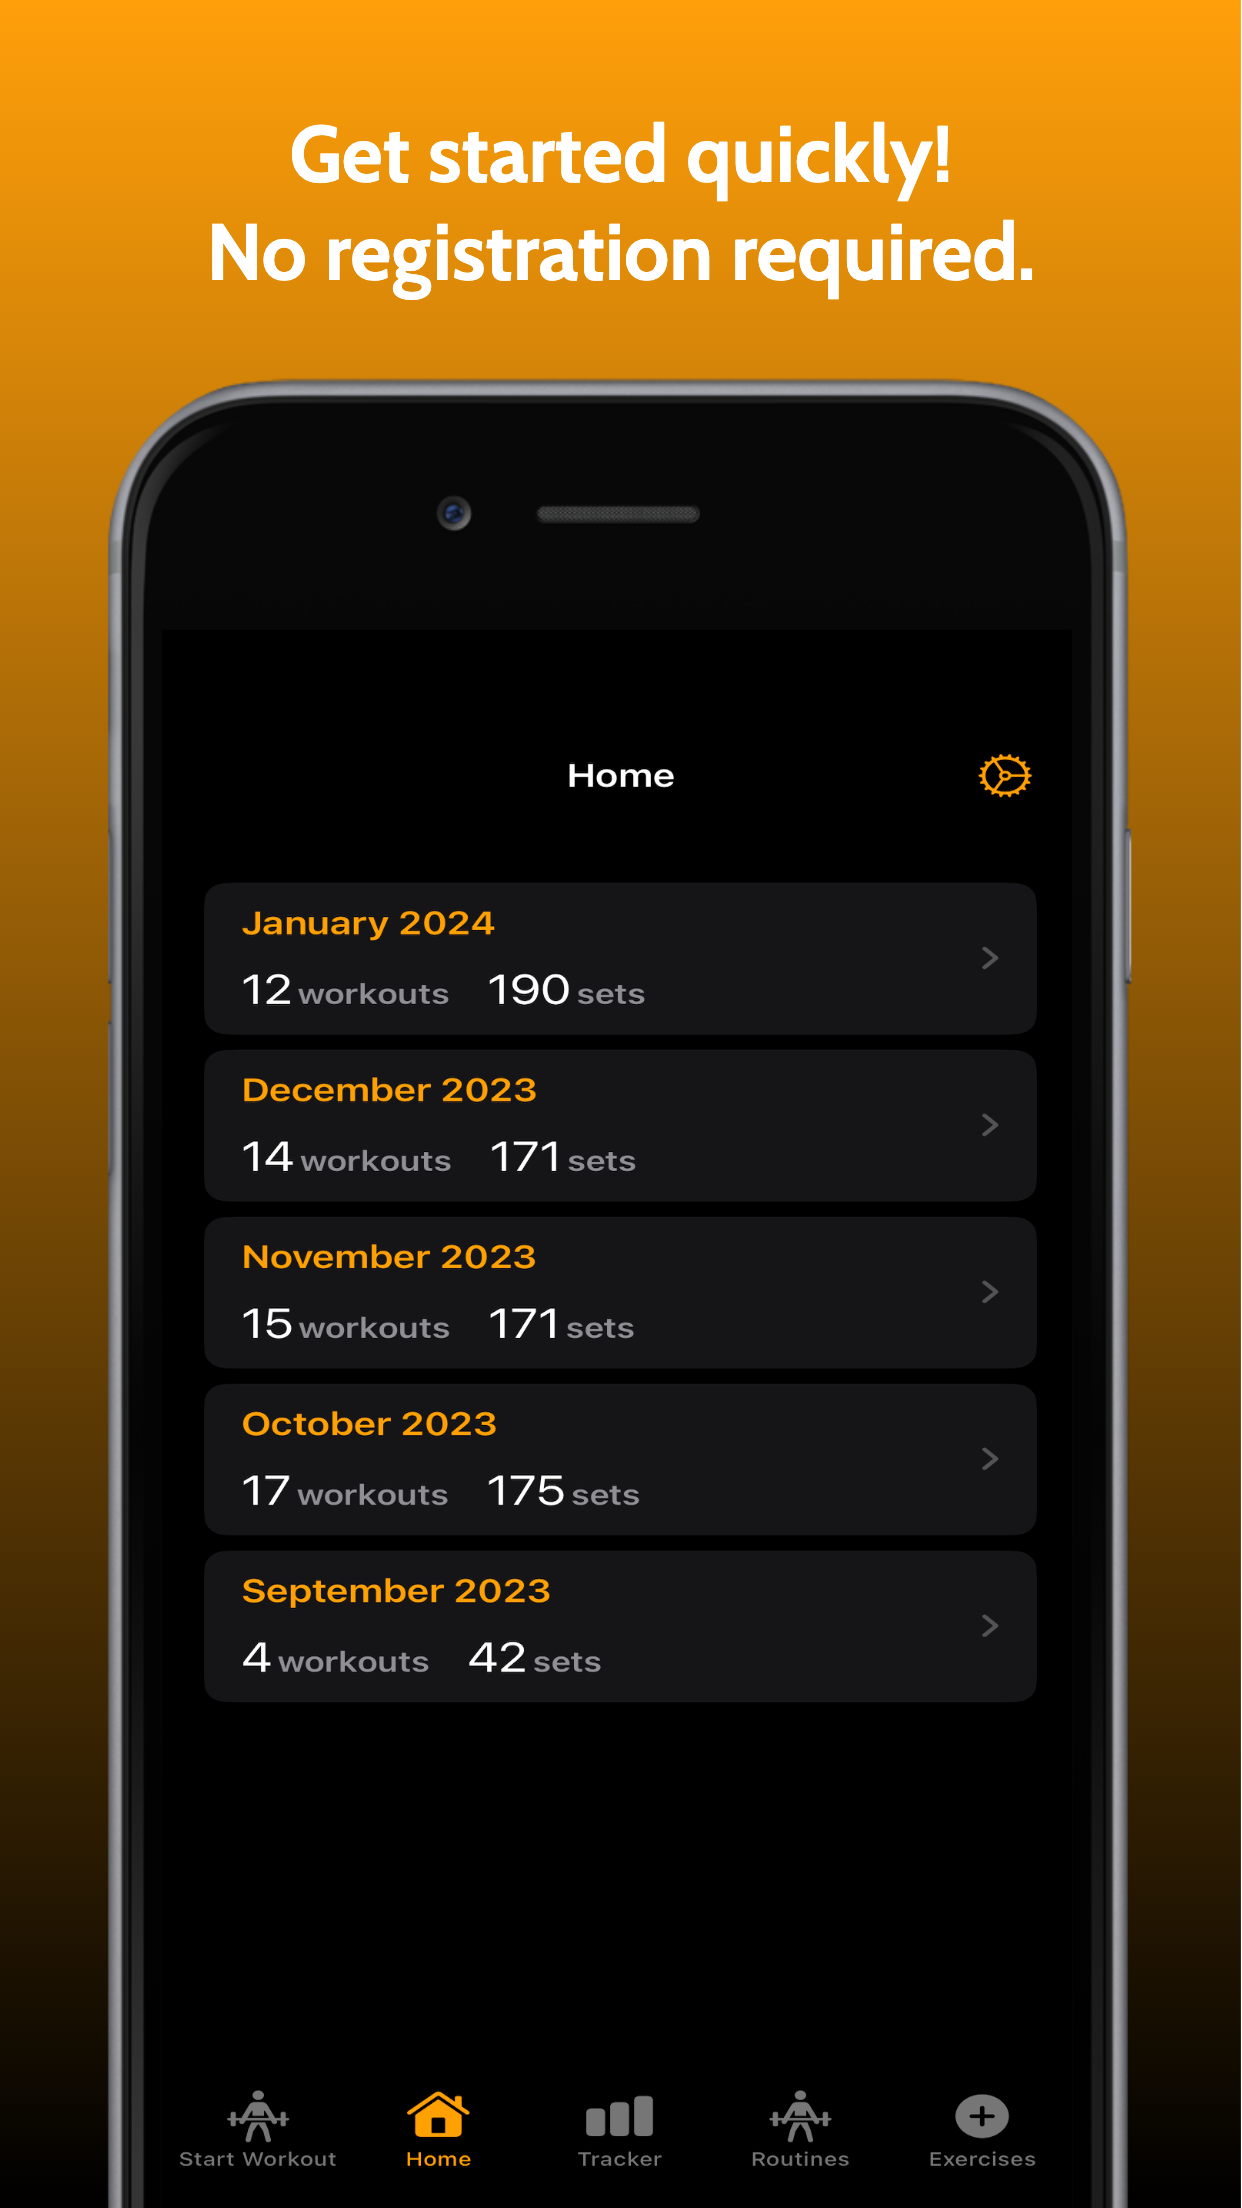 Get started quickly!
No registration required.
Home
January 2024
12 workouts 190 sets
December 2023
14 workouts 171 sets
November 2023
15 workouts 171 sets
October 2023
17 workouts 175 sets
September 2023
4 workouts 42 sets
Start Workout Home Tracker Routines Exercises